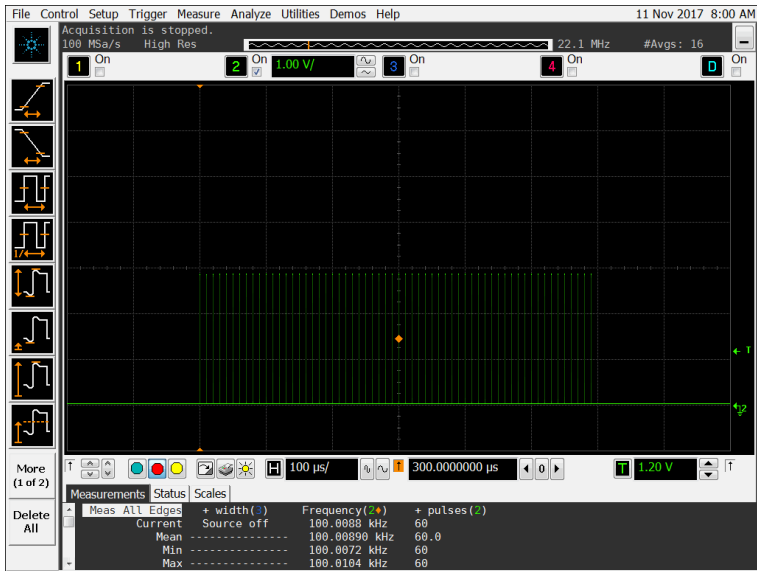 File Control Setup Trigger Measure Analyze Utilities Demos Help 11 Nov 2017 8:00 AM
Acquisition is stopped.
100 MSa/s High Res 22.1 MHz #Avgs: 16
1 On 2 On 1.00 V/ 3 On 4 On D On
T
2
1/
More
(1 of 2)
Delete
All
H 100 µs/ 300.0000000 µs 0 T 1.20 V
Measurements Status Scales
Meas All Edges + width(3) Frequency(2♦) + pulses(2)
Current Source off 100.0088 kHz 60
Mean --------------- 100.00890 kHz 60.0
Min --------------- 100.0072 kHz 60
Max --------------- 100.0104 kHz 60